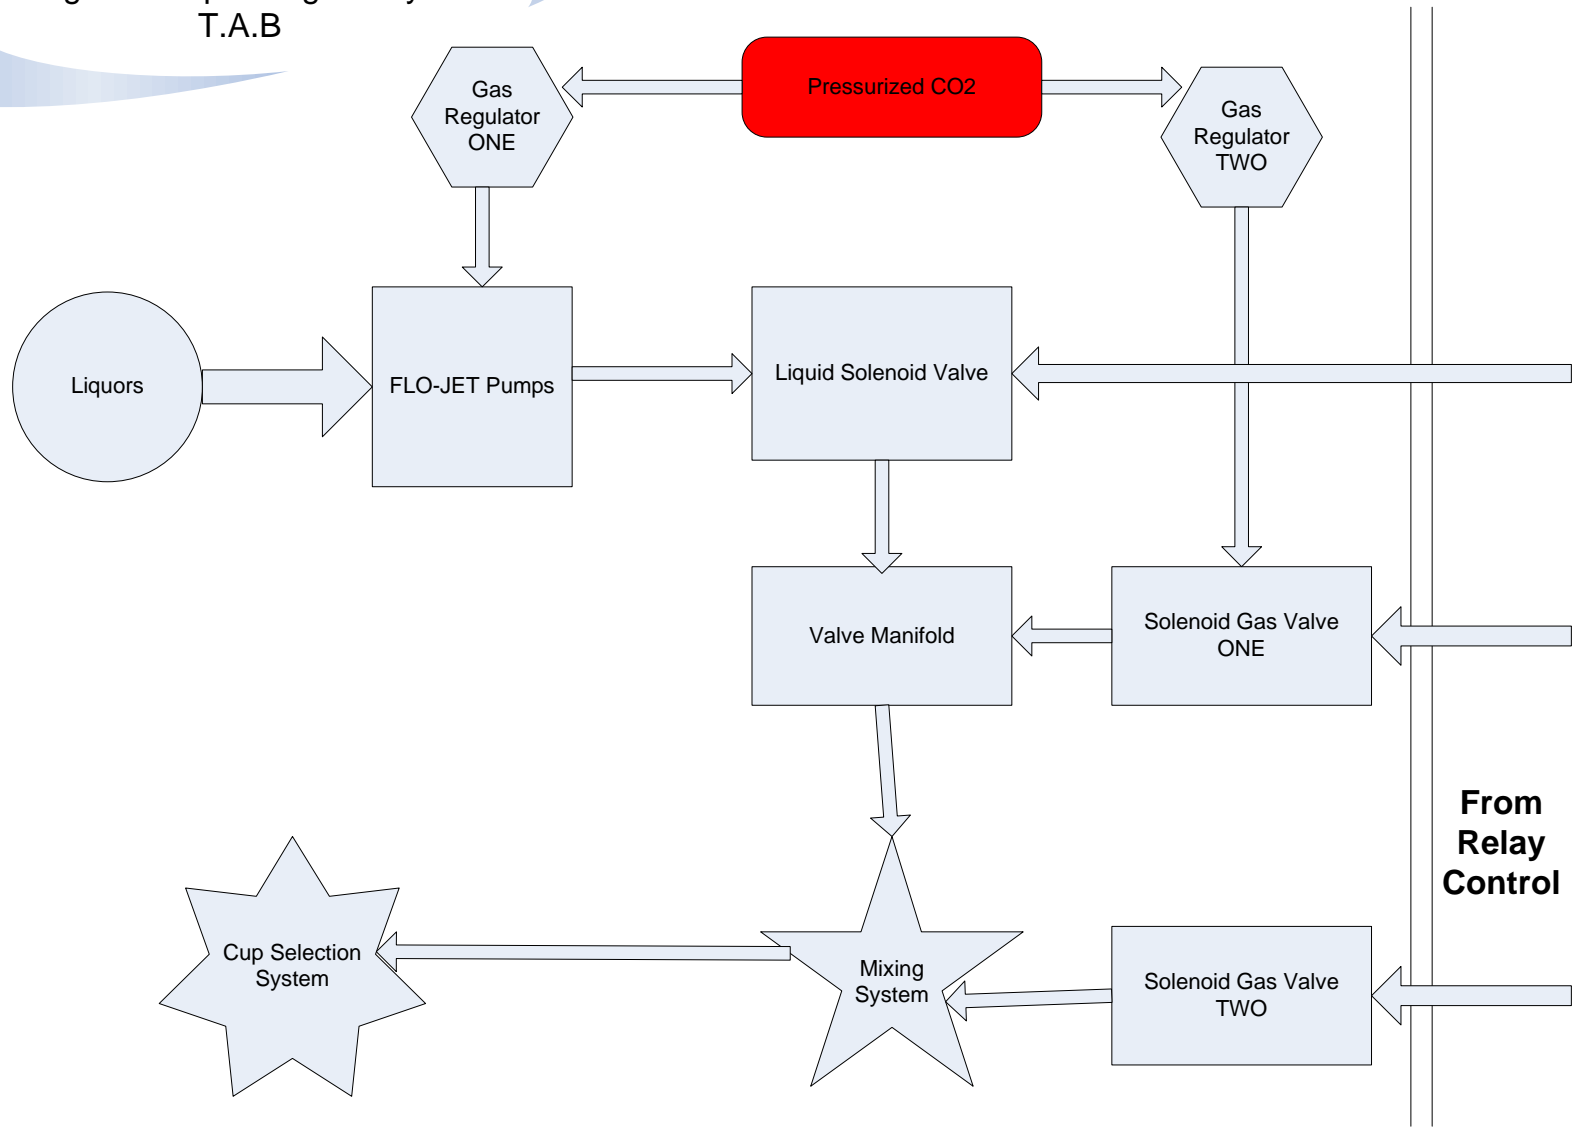 T.A.B
Gas
Regulator
ONE
Pressurized CO2
Gas
Regulator
TWO
Liquors
FLO-JET Pumps
Liquid Solenoid Valve
Valve Manifold
Solenoid Gas Valve
ONE
From
Relay
Control
Cup Selection
System
Mixing
System
Solenoid Gas Valve
TWO